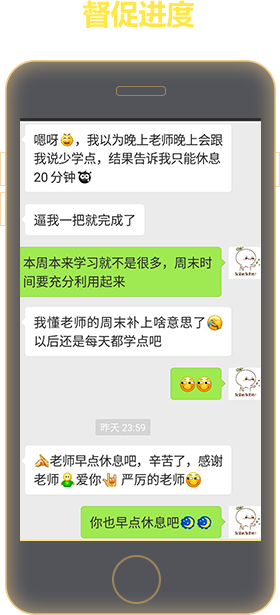 督促进度
嗯呀，我以为晚上老师晚上会跟
我说少学点，结果告诉我只能休息
20 分钟
逼我一把就完成了
本周本来学习就不是很多，周末时
间要充分利用起来
我懂老师的周末补上啥意思了
以后还是每天都学点吧
昨天 23:59
老师早点休息吧，辛苦了，感谢
老师爱你严厉的老师
你也早点休息吧